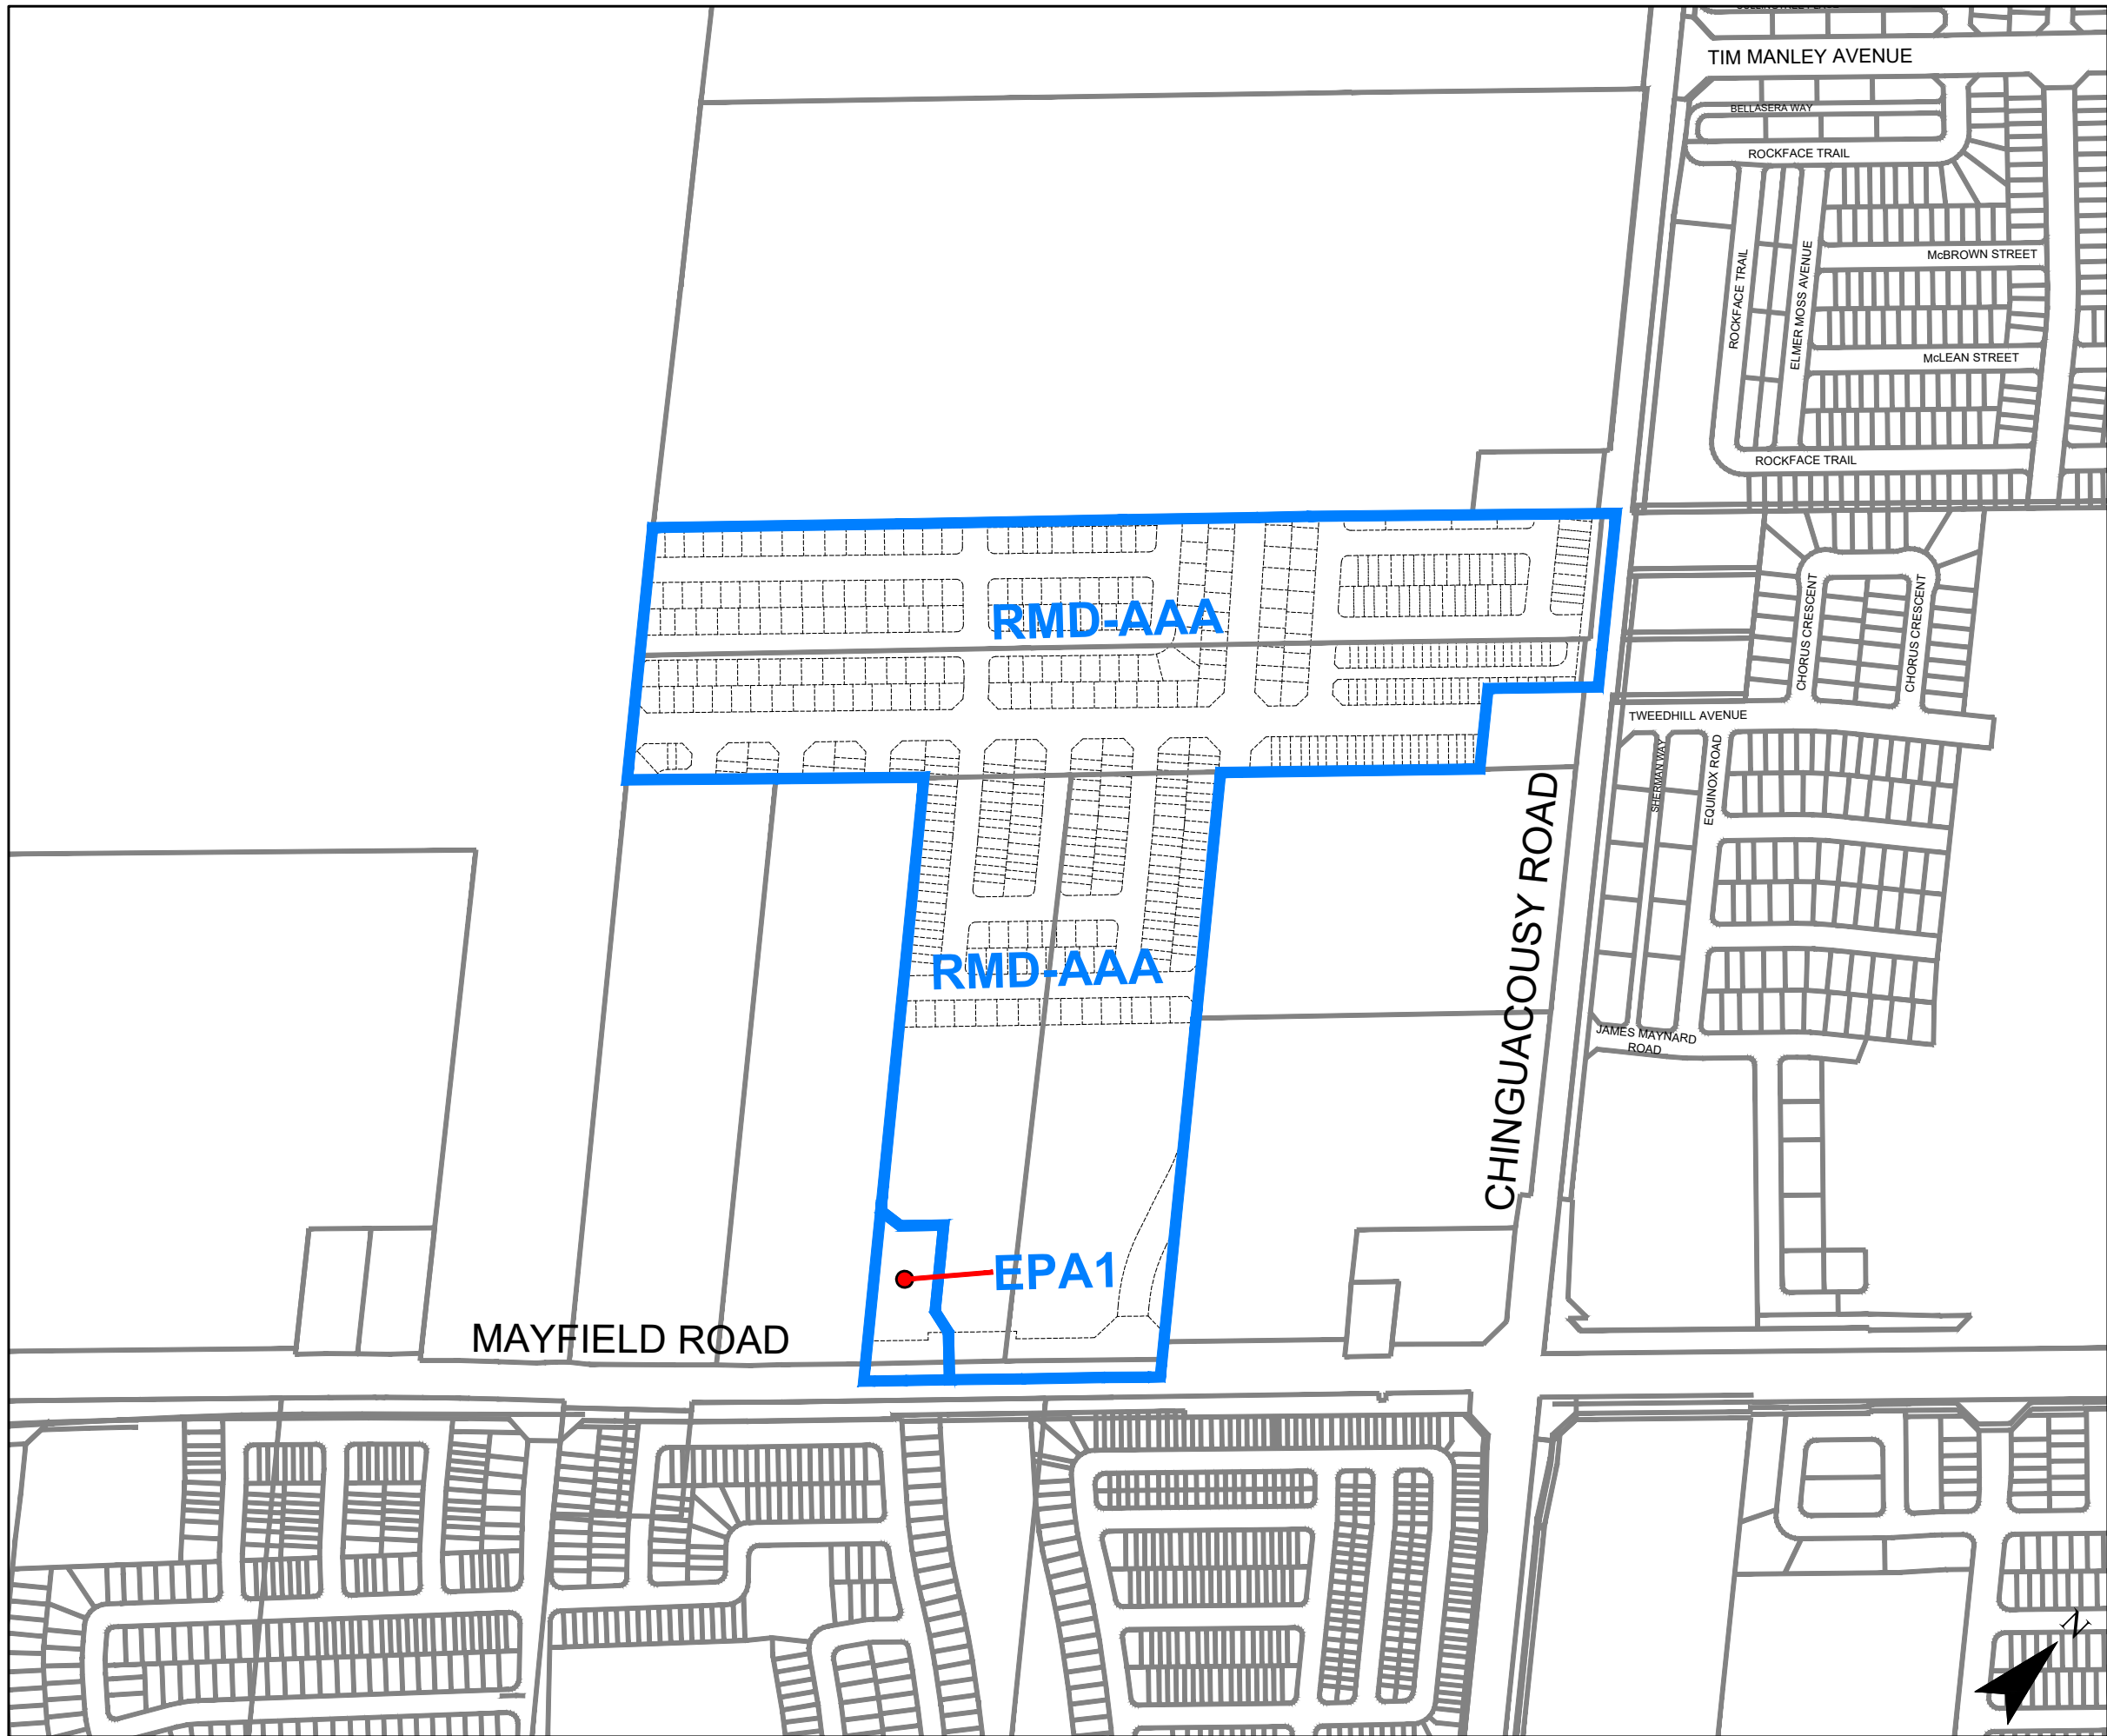 TIM MANLEY AVENUE
BELLASERA WAY
ROCKFACE TRAIL
McBROWN STREET
ROCKFACE TRAIL
ELMER MOSS AVENUE
McLEAN STREET
ROCKFACE TRAIL
RMD-AAA
CHORUS CRESCENT
CHORUS CRESCENT
TWEEDHILL AVENUE
SHERMAN WAY
EQUINOX ROAD
CHINGUACOUSY ROAD
RMD-AAA
JAMES MAYNARD
ROAD
EPA1
MAYFIELD ROAD
N